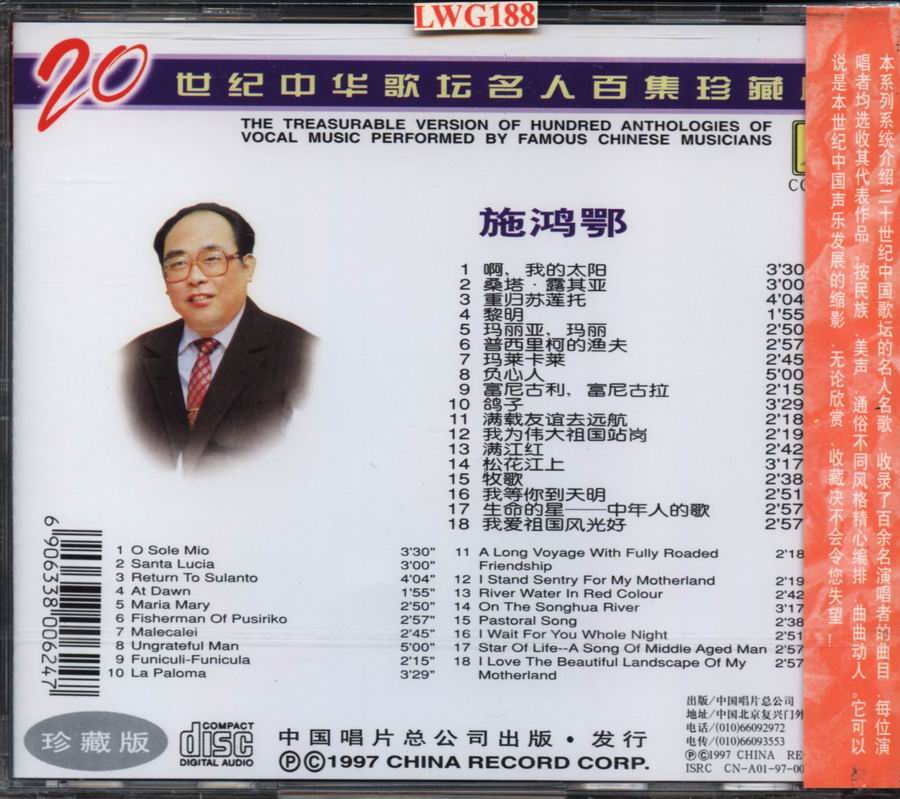 LWG188
20
世纪中华歌坛名人百集珍藏
THE TREASURABLE VERSION OF HUNDRED ANTHOLOGIES OF
VOCAL MUSIC PERFORMED BY FAMOUS CHINESE MUSICIANS
施鸿鄂
1 啊，我的太阳 3'30
2 桑塔·露其亚 3'00
3 重归苏莲托 4'04
4 黎明 1'55
5 玛丽亚，玛丽 2'50
6 普西里柯的渔夫 2'57
7 玛莱卡莱 2'45
8 负心人 5'00
9 富尼古利，富尼古拉 2'15
10 鸽子 3'29
11 满载友谊去远航 2'18
12 我为伟大祖国站岗 2'19
13 满江红 2'42
14 松花江上 3'17
15 牧歌 2'38
16 我等你到天明 2'51
17 生命的星——中年人的歌 2'57
18 我爱祖国风光好 2'57
1 O Sole Mio 3'30"
2 Santa Lucia 3'00"
3 Return To Sulanto 4'04"
4 At Dawn 1'55"
5 Maria Mary 2'50"
6 Fisherman Of Pusiriko 2'57"
7 Malecalei 2'45"
8 Ungrateful Man 5'00"
9 Funiculi-Funicula 2'15"
10 La Paloma 3'29"
11 A Long Voyage With Fully Roaded 2'18
Friendship
12 I Stand Sentry For My Motherland 2'19
13 River Water In Red Colour 2'42
14 On The Songhua River 3'17
15 Pastoral Song 2'38
16 I Wait For You Whole Night 2'51
17 Star Of Life--A Song Of Middle Aged Man 2'57
18 I Love The Beautiful Landscape Of My 2'57
Motherland
6906338006247
珍藏版
COMPACT
disc
DIGITAL AUDIO
中国唱片总公司出版·发行
ⓅⒸ1997 CHINA RECORD CORP.
出版/中国唱片总公司
地址/中国北京复兴门外
电话/(010)66092972
电传/(010)66093553
ⓅⒸ1997 CHINA RE
ISRC CN-A01-97-00
本系列系统介绍二十世纪中国歌坛的名人名歌，收录了百余名演唱者的曲目，每位演
唱者均选收其代表作品。按民族、美声、通俗不同风格精心编排，曲曲动人。它可以
说是本世纪中国声乐发展的缩影，无论欣赏、收藏决不会令您失望！